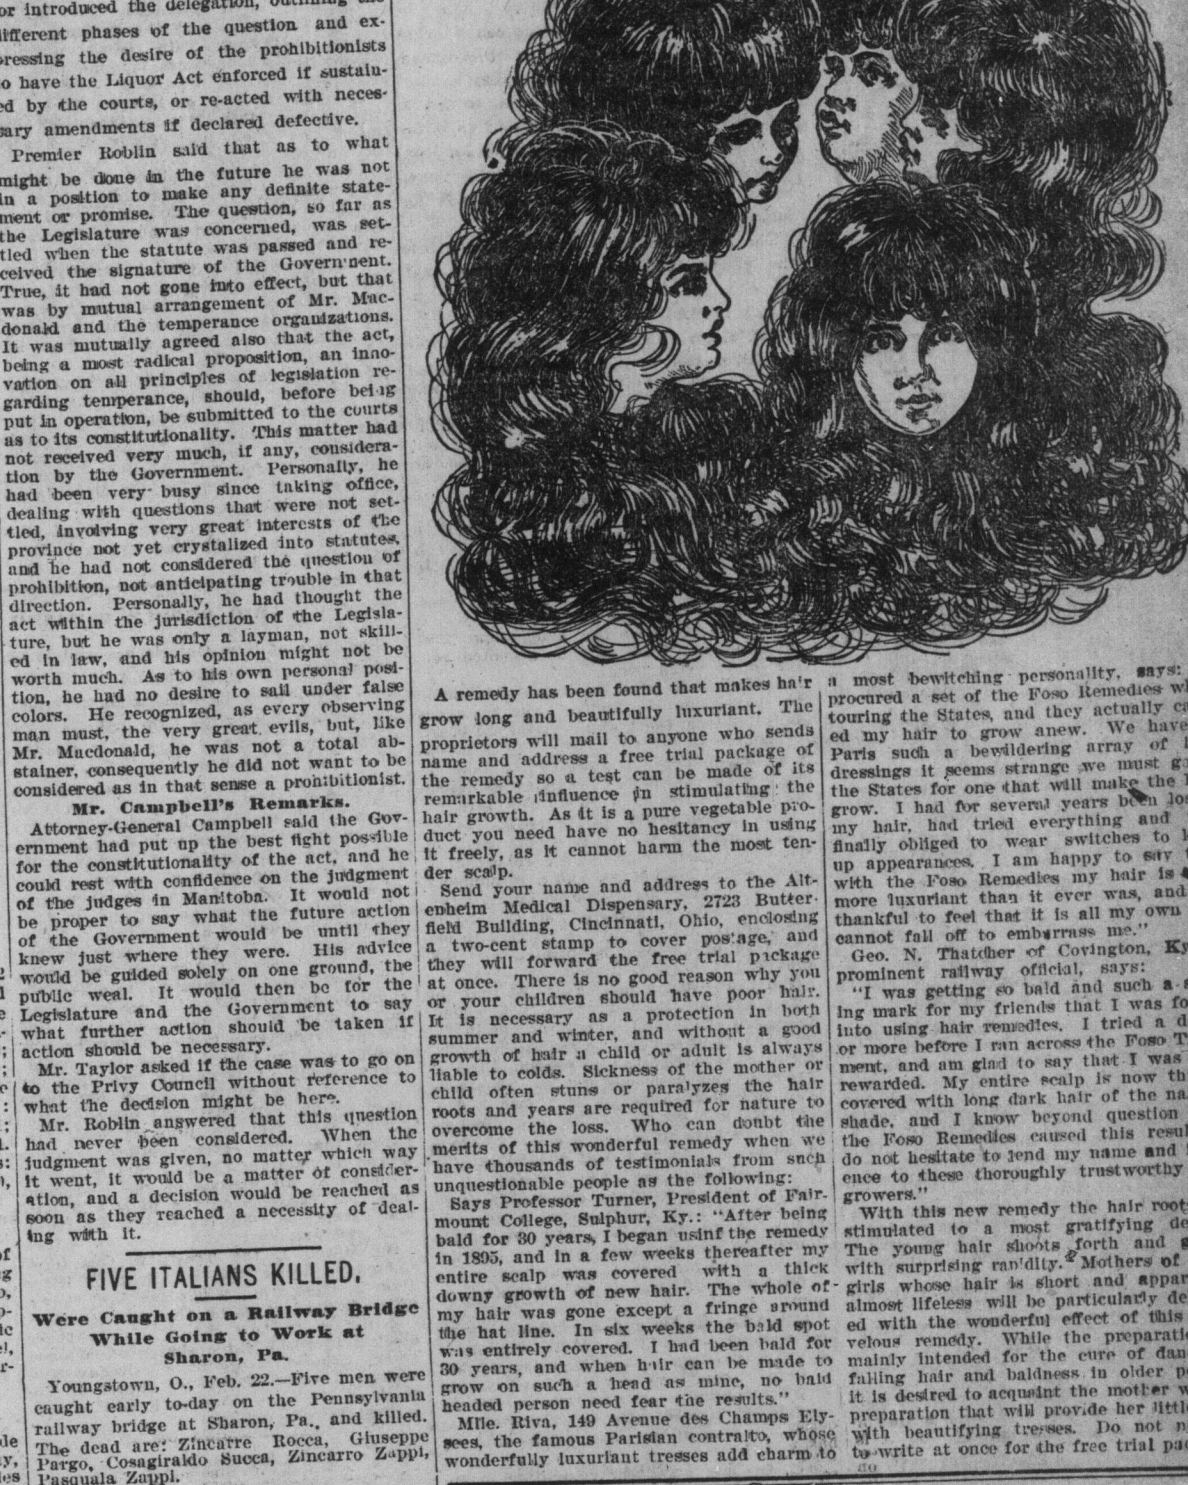 or introduced the delegation, outlining the
different phases of the question and ex-
pressing the desire of the prohibitionists
to have the Liquor Act enforced if sustain-
ed by the courts, or re-acted with neces-
sary amendments if declared defective.
Premier Roblin said that as to what
might be done in the future he was not
in a position to make any definite state-
ment or promise. The question, so far as
the Legislature was concerned, was set-
tled when the statute was passed and re-
ceived the signature of the Government.
True, it had not gone into effect, but that
was by mutual arrangement of Mr. Mac-
donald and the temperance organizations.
It was mutually agreed also that the act,
being a most radical proposition, an inno-
vation on all principles of legislation re-
garding temperance, should, before being
put in operation, be submitted to the courts
as to its constitutionality. This matter had
not received very much, if any, considera-
tion by the Government. Personally, he
had been very busy since taking office,
dealing with questions that were not set-
tled, involving very great interests of the
province not yet crystalized into statutes,
and he had not considered the question of
prohibition, not anticipating trouble in that
direction. Personally, he had thought the
act within the jurisdiction of the Legisla-
ture, but he was only a layman, not skill-
ed in law, and his opinion might not be
worth much. As to his own personal posi-
tion, he had no desire to sail under false
colors. He recognized, as every observing
man must, the very great evils, but, like
Mr. Macdonald, he was not a total ab-
stainer, consequently he did not want to be
considered as in that sense a prohibitionist.
Mr. Campbell's Remarks.
Attorney-General Campbell said the Gov-
ernment had put up the best fight possible
for the constitutionality of the act, and he
could rest with confidence on the judgment
of the judges in Manitoba. It would not
be proper to say what the future action
of the Government would be until they
knew just where they were. His advice
would be guided solely on one ground, the
public weal. It would then be for the
Legislature and the Government to say
what further action should be taken if
action should be necessary.
Mr. Taylor asked if the case was to go on
to the Privy Council without reference to
what the decision might be here.
Mr. Roblin answered that this question
had never been considered. When the
judgment was given, no matter which way
it went, it would be a matter of consider-
ation, and a decision would be reached as
soon as they reached a necessity of deal-
ing with it.
FIVE ITALIANS KILLED.
Were Caught on a Railway Bridge
While Going to Work at
Sharon, Pa.
Youngstown, O., Feb. 22.—Five men were
caught early to-day on the Pennsylvania
railway bridge at Sharon, Pa., and killed.
The dead are: Zincarre Rocca, Giuseppe
Pargo, Cosagiraldo Succa, Zincarro Zappi,
Pasquala Zappi.
A remedy has been found that makes hair
grow long and beautifully luxuriant. The
proprietors will mail to anyone who sends
name and address a free trial package of
the remedy so a test can be made of its
remarkable influence in stimulating the
hair growth. As it is a pure vegetable pro-
duct you need have no hesitancy in using
it freely, as it cannot harm the most ten-
der scalp.
Send your name and address to the Alt-
enheim Medical Dispensary, 2723 Butter-
field Building, Cincinnati, Ohio, enclosing
a two-cent stamp to cover postage, and
they will forward the free trial package
at once. There is no good reason why you
or your children should have poor hair.
It is necessary as a protection in both
summer and winter, and without a good
growth of hair a child or adult is always
liable to colds. Sickness of the mother or
child often stuns or paralyzes the hair
roots and years are required for nature to
overcome the loss. Who can doubt the
merits of this wonderful remedy when we
have thousands of testimonials from such
unquestionable people as the following:
Says Professor Turner, President of Fair-
mount College, Sulphur, Ky.: "After being
bald for 30 years, I began usinf the remedy
in 1895, and in a few weeks thereafter my
entire scalp was covered with a thick
downy growth of new hair. The whole of
my hair was gone except a fringe around
the hat line. In six weeks the bald spot
was entirely covered. I had been bald for
30 years, and when hair can be made to
grow on such a head as mine, no bald
headed person need fear the results."
Mlle. Riva, 149 Avenue des Champs Ely-
sees, the famous Parisian contralto, whose
wonderfully luxuriant tresses add charm to
a most bewitching personality, says:
procured a set of the Foso Remedies
touring the States, and they actually
ed my hair to grow anew. We have
Paris such a bewildering array of
dressings it seems strange we must
the States for one that will make the
grow. I had for several years been
my hair, had tried everything and
finally obliged to wear switches to
up appearances. I am happy to say
with the Foso Remedies my hair is
more luxuriant than it ever was, and
thankful to feel that it is all my own
cannot fall off to embarrass me."
Geo. N. Thatcher of Covington, Ky
prominent railway official, says:
"I was getting so bald and such a
ing mark for my friends that I was
into using hair remedies. I tried a
or more before I ran across the Foso
ment, and am glad to say that I was
rewarded. My entire scalp is now
covered with long dark hair of the
shade, and I know beyond question
the Foso Remedies caused this
do not hesitate to lend my name and
ence to these thoroughly trustworthy
growers."
With this new remedy the hair
stimulated to a most gratifying
The young hair shoots forth and
with surprising rapidity. Mothers of
girls whose hair is short and
almost lifeless will be particularly
ed with the wonderful effect of this
velous remedy. While the
mainly intended for the cure of
falling hair and baldness in older
it is desired to acquaint the mother
preparation that will provide her
with beautifying tresses. Do not
to write at once for the free trial